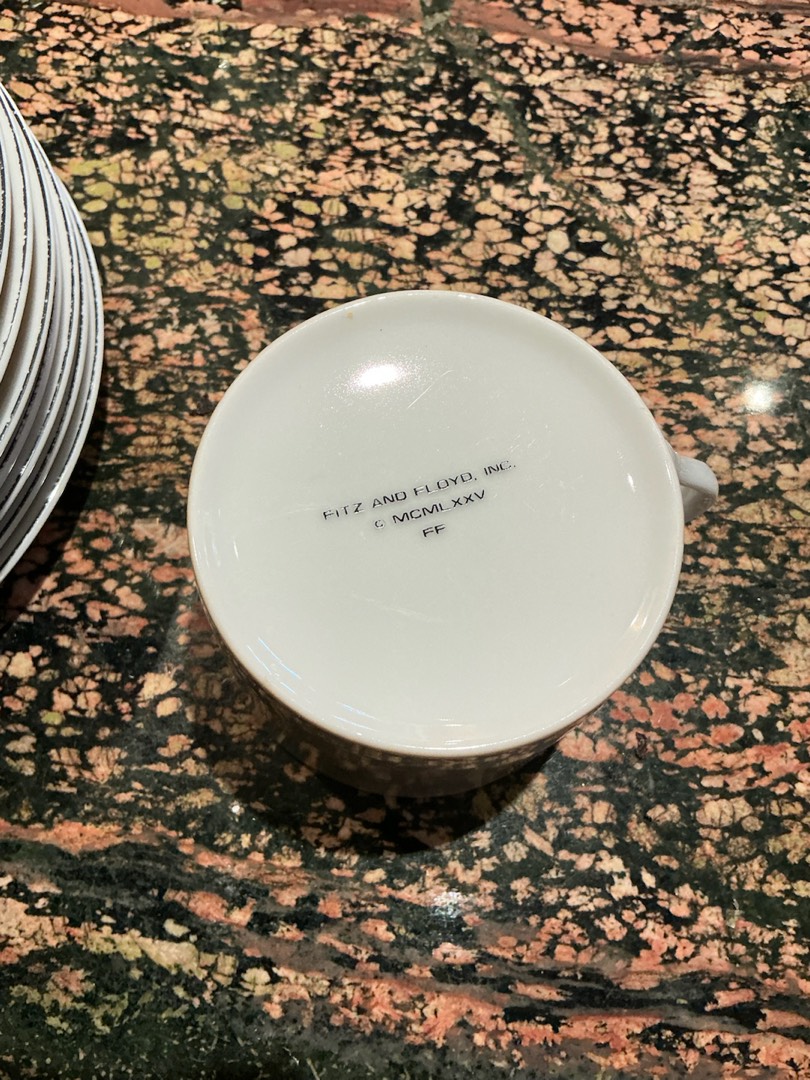 FITZ AND FLOYD, INC.
© MCMLXXV
FF